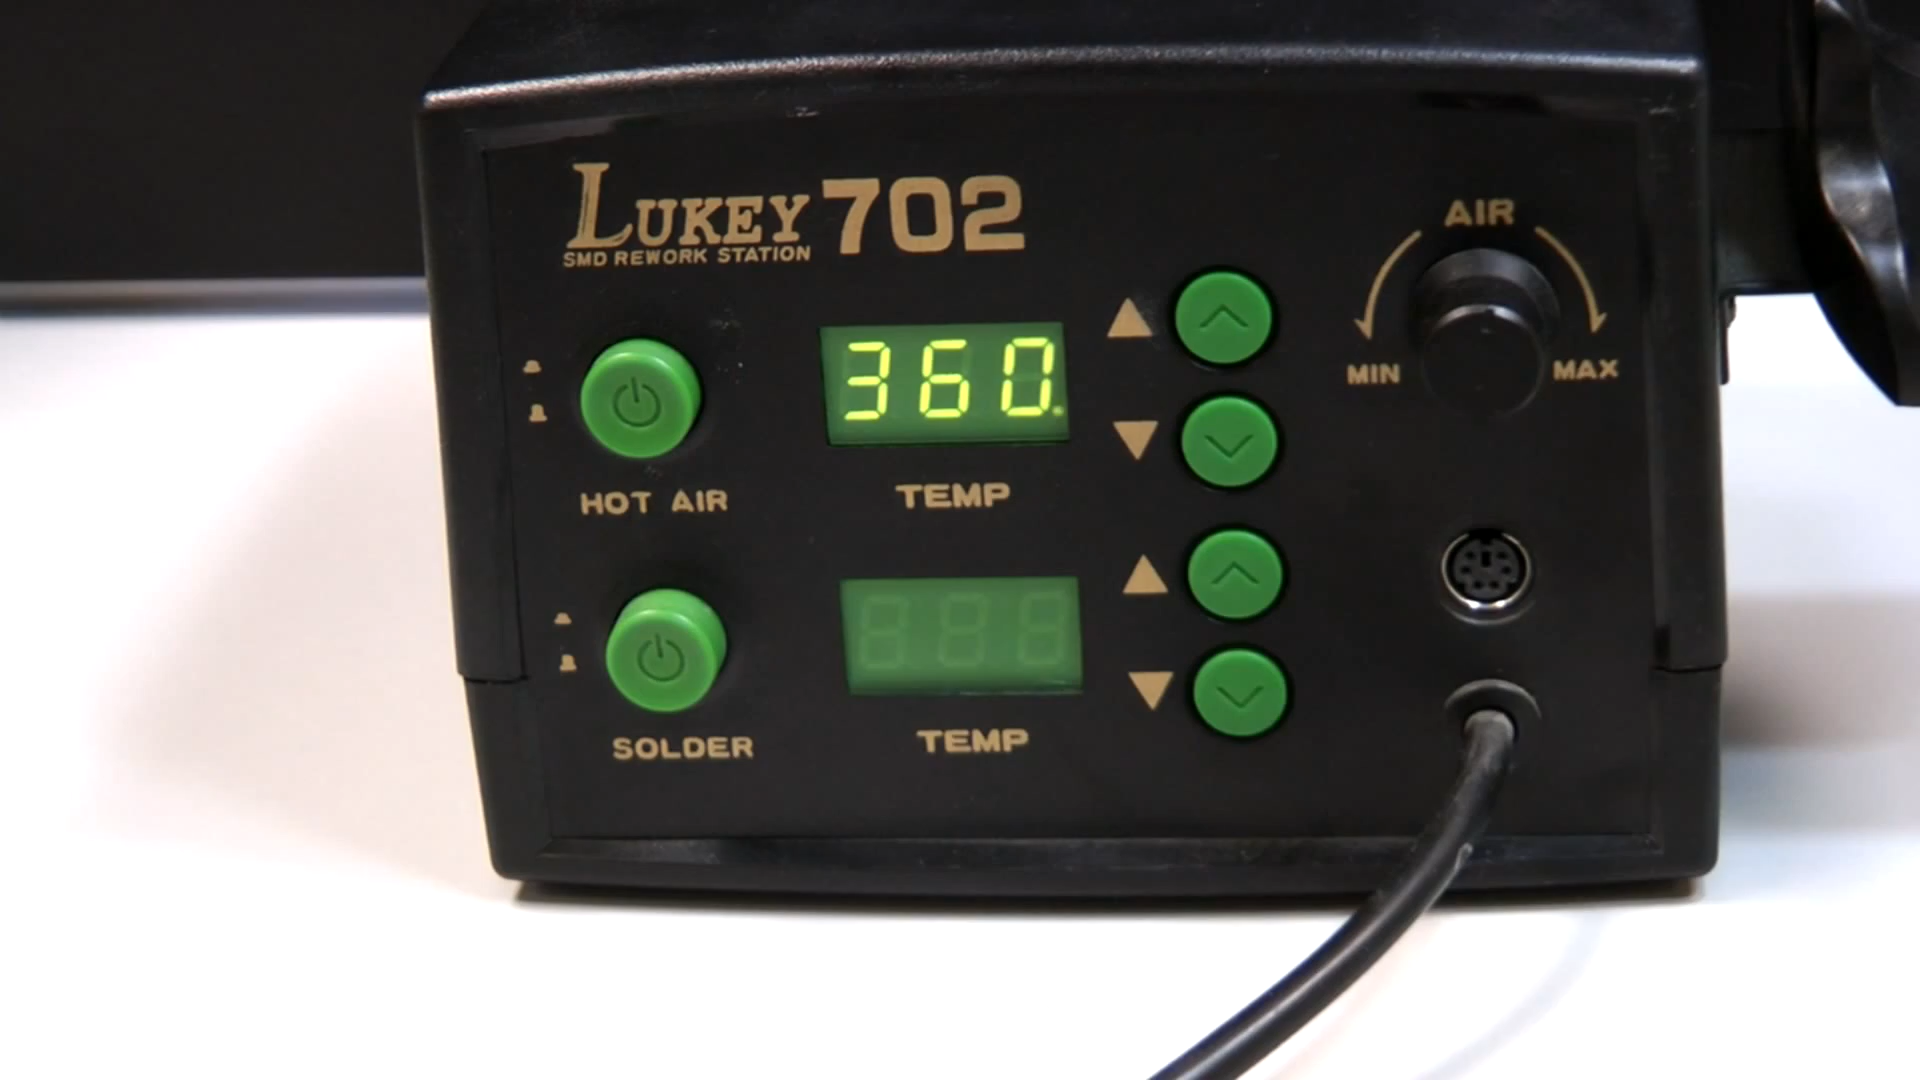 LUKEY 702
SMD REWORK STATION
AIR
MIN MAX
360.
HOT AIR
TEMP
SOLDER
TEMP